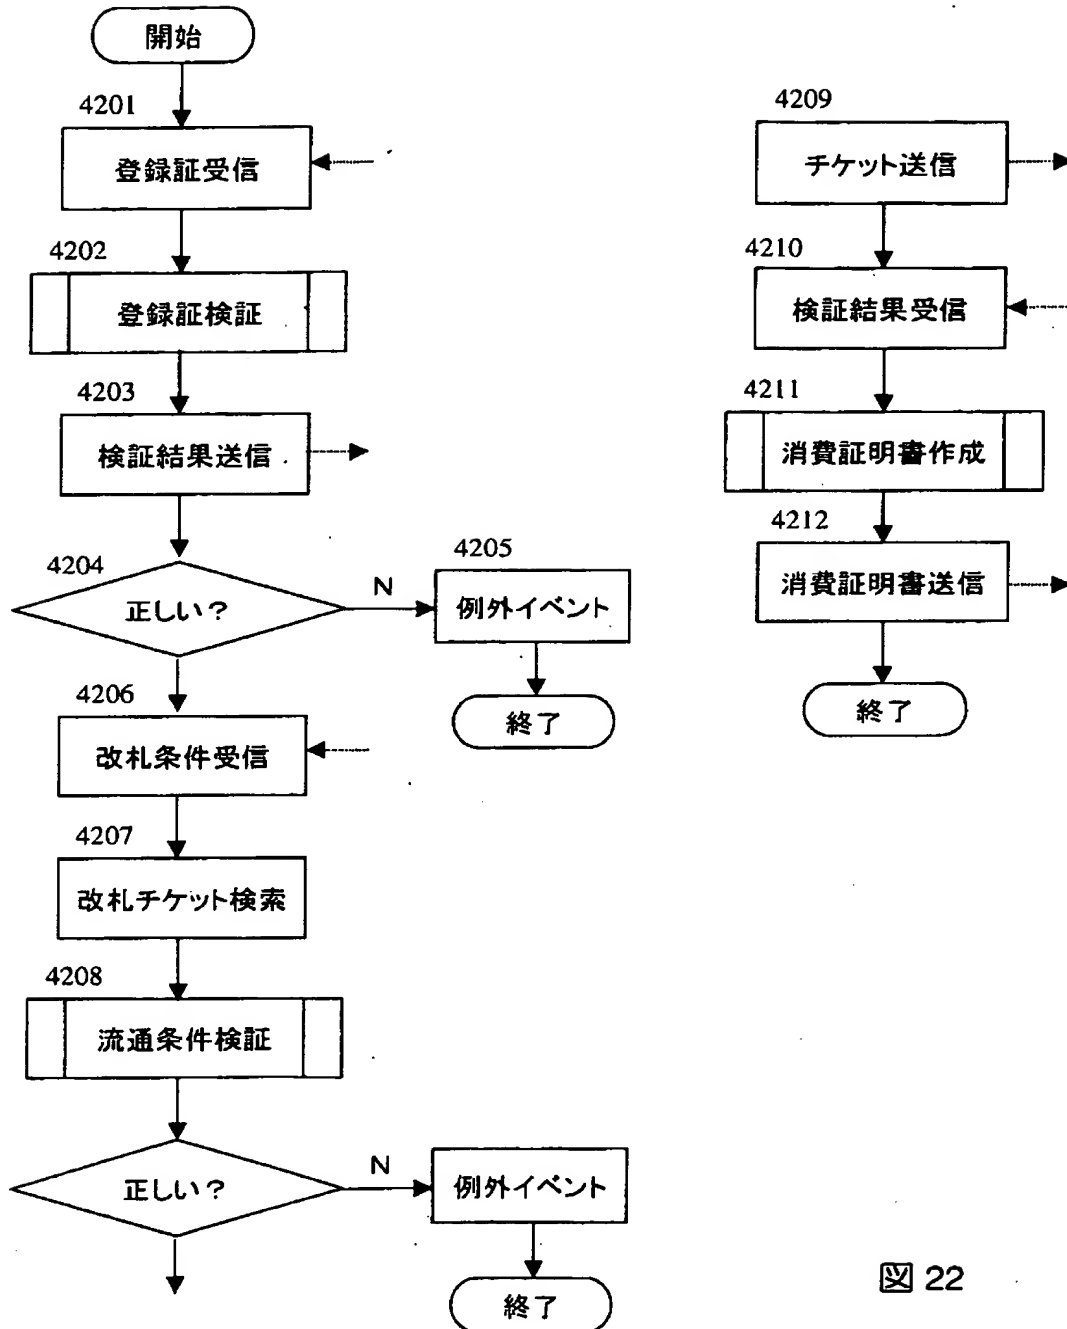 開始
4201
登録証受信
4202
登録証検証
4203
検証結果送信
4204
正しい?
N
4205
例外イベント
終了
4206
改札条件受信
4207
改札チケット検索
4208
流通条件検証
正しい?
N
例外イベント
終了
4209
チケット送信
4210
検証結果受信
4211
消費証明書作成
4212
消費証明書送信
終了
図 22